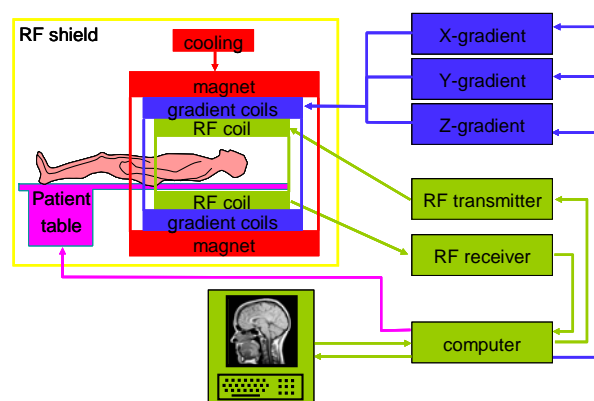 RF shield
cooling
magnet
gradient coils
RF coil
RF coil
gradient coils
magnet
Patient
table
X-gradient
Y-gradient
Z-gradient
RF transmitter
RF receiver
computer